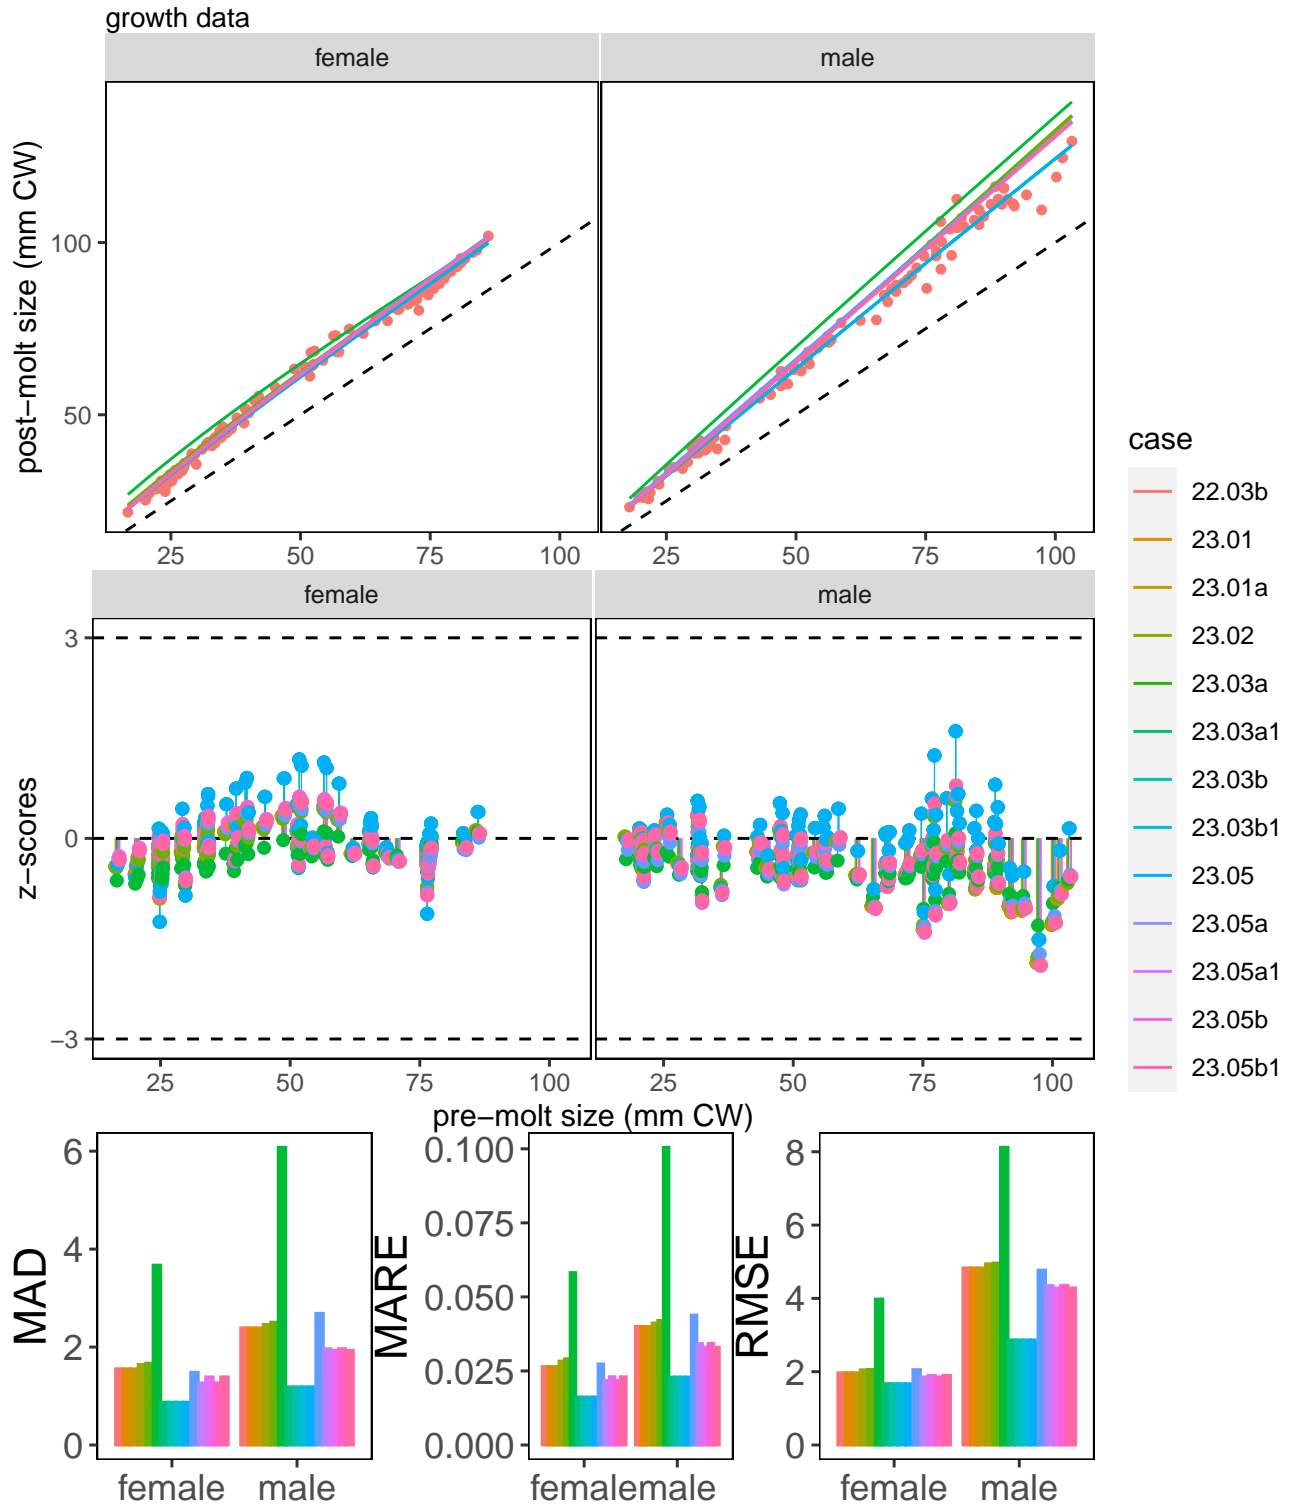 growth data
female
male
post−molt size (mm CW)
100
50
25
50
75
100
25
50
75
100
female
male
z−scores
3
0
−3
25
50
75
100
25
50
75
100
pre−molt size (mm CW)
case
22.03b
23.01
23.01a
23.02
23.03a
23.03a1
23.03b
23.03b1
23.05
23.05a
23.05a1
23.05b
23.05b1
MAD
6
4
2
0
female
male
MARE
0.100
0.075
0.050
0.025
0.000
female
male
RMSE
8
6
4
2
0
female
male